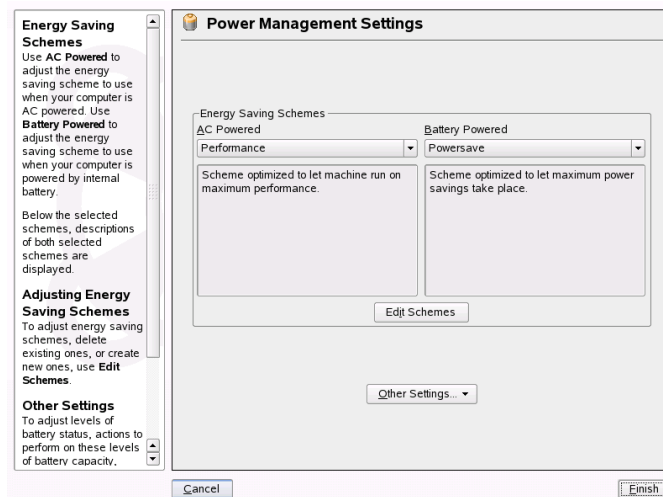 Energy Saving
Schemes
Use AC Powered to
adjust the energy
saving scheme to use
when your computer is
AC powered. Use
Battery Powered to
adjust the energy
saving scheme to use
when your computer is
powered by internal
battery.
Below the selected
schemes, descriptions
of both selected
schemes are
displayed.
Adjusting Energy
Saving Schemes
To adjust energy saving
schemes, delete
existing ones, or create
new ones, use Edit
Schemes.
Other Settings
To adjust levels of
battery status, actions to
perform on these levels
of battery capacity,
Power Management Settings
Energy Saving Schemes
AC Powered
Performance
Scheme optimized to let machine run on
maximum performance.
Battery Powered
Powersave
Scheme optimized to let maximum power
savings take place.
Edit Schemes
Other Settings...
Cancel
Finish